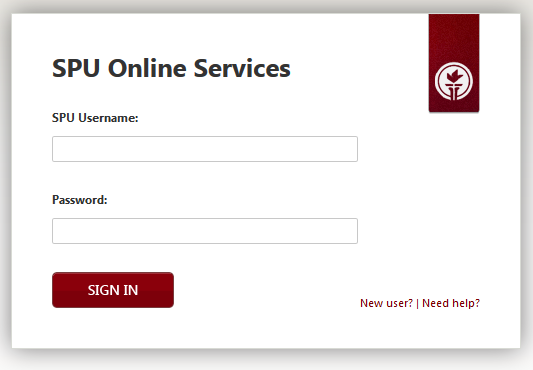 SPU Online Services
SPU Username:
Password:
SIGN IN
New user? | Need help?